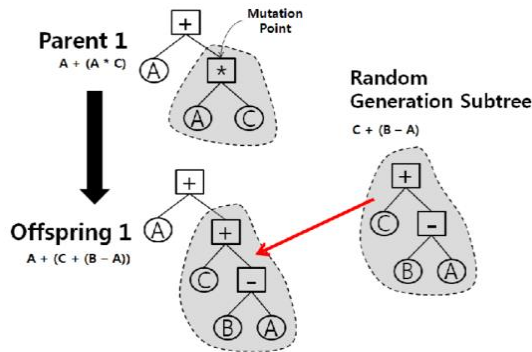 Mutation
Point
+
Parent 1
A + (A * C)
A
*
A C
Random
Generation Subtree
C + (B – A)
+
C
-
B A
+
Offspring 1
A + (C + (B – A))
A
+
C
-
B A